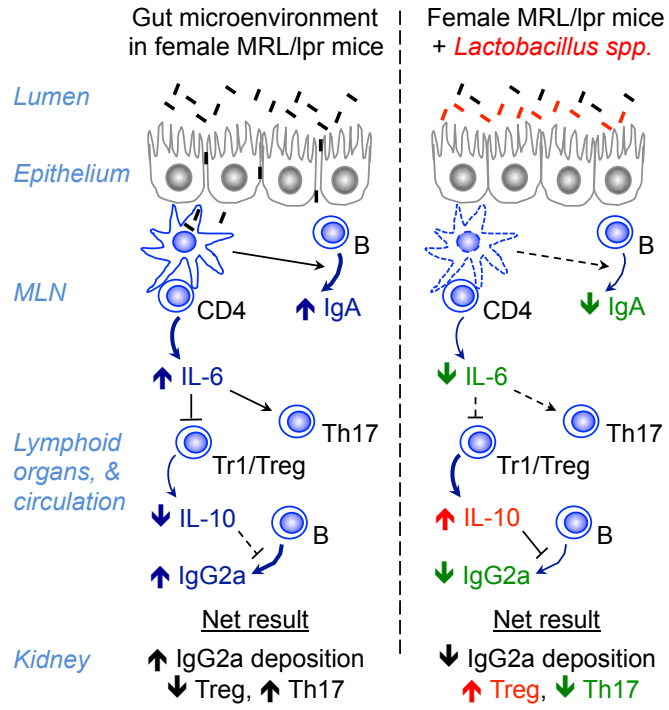 Gut microenvironment
in female MRL/lpr mice
Female MRL/lpr mice
+ Lactobacillus spp.
Lumen
Epithelium
MLN
Lymphoid
organs, &
circulation
Kidney
B
CD4
↑ IgA
↑ IL-6
Th17
Tr1/Treg
↓ IL-10
B
↑ IgG2a
Net result
↑ IgG2a deposition
↓ Treg, ↑ Th17
B
CD4
↓ IgA
↓ IL-6
Th17
Tr1/Treg
↑ IL-10
B
↓ IgG2a
Net result
↓ IgG2a deposition
↑ Treg, ↓ Th17